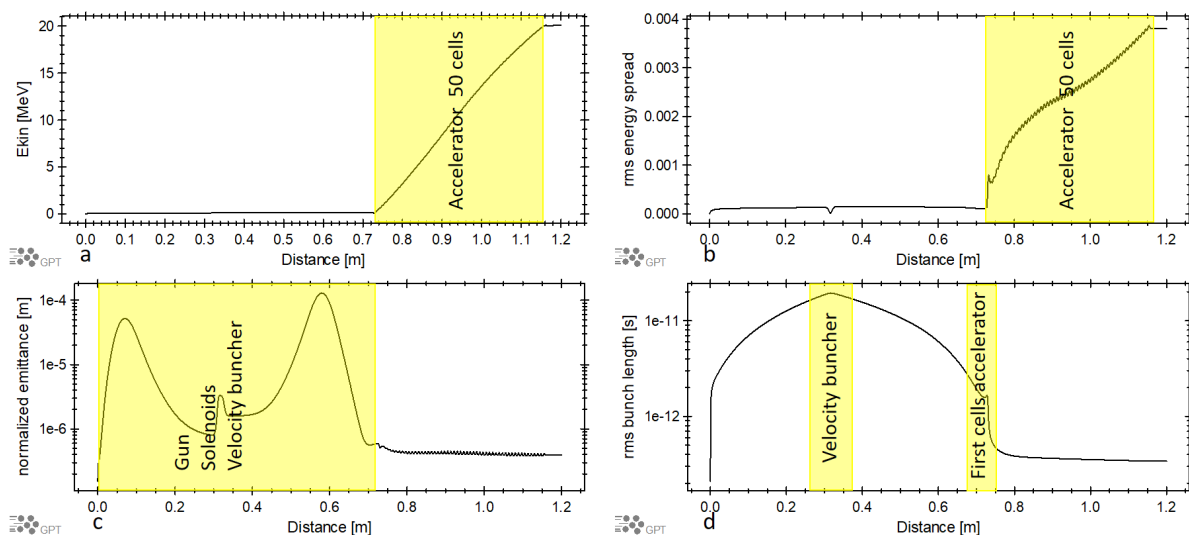 20
15
10
5
0
Ekin [MeV]
Accelerator 50 cells
0.0 0.1 0.2 0.3 0.4 0.5 0.6 0.7 0.8 0.9 1.0 1.1 1.2
Distance [m]
GPT
a
0.004
0.003
0.002
0.001
0.000
rms energy spread
Accelerator 50 cells
0.0 0.2 0.4 0.6 0.8 1.0 1.2
Distance [m]
GPT
b
1e-4
1e-5
1e-6
normalized emittance [m]
Gun
Solenoids
Velocity buncher
0.0 0.2 0.4 0.6 0.8 1.0 1.2
Distance [m]
GPT
c
1e-11
1e-12
rms bunch length [s]
Velocity buncher
First cells accelerator
0.0 0.2 0.4 0.6 0.8 1.0 1.2
Distance [m]
GPT
d